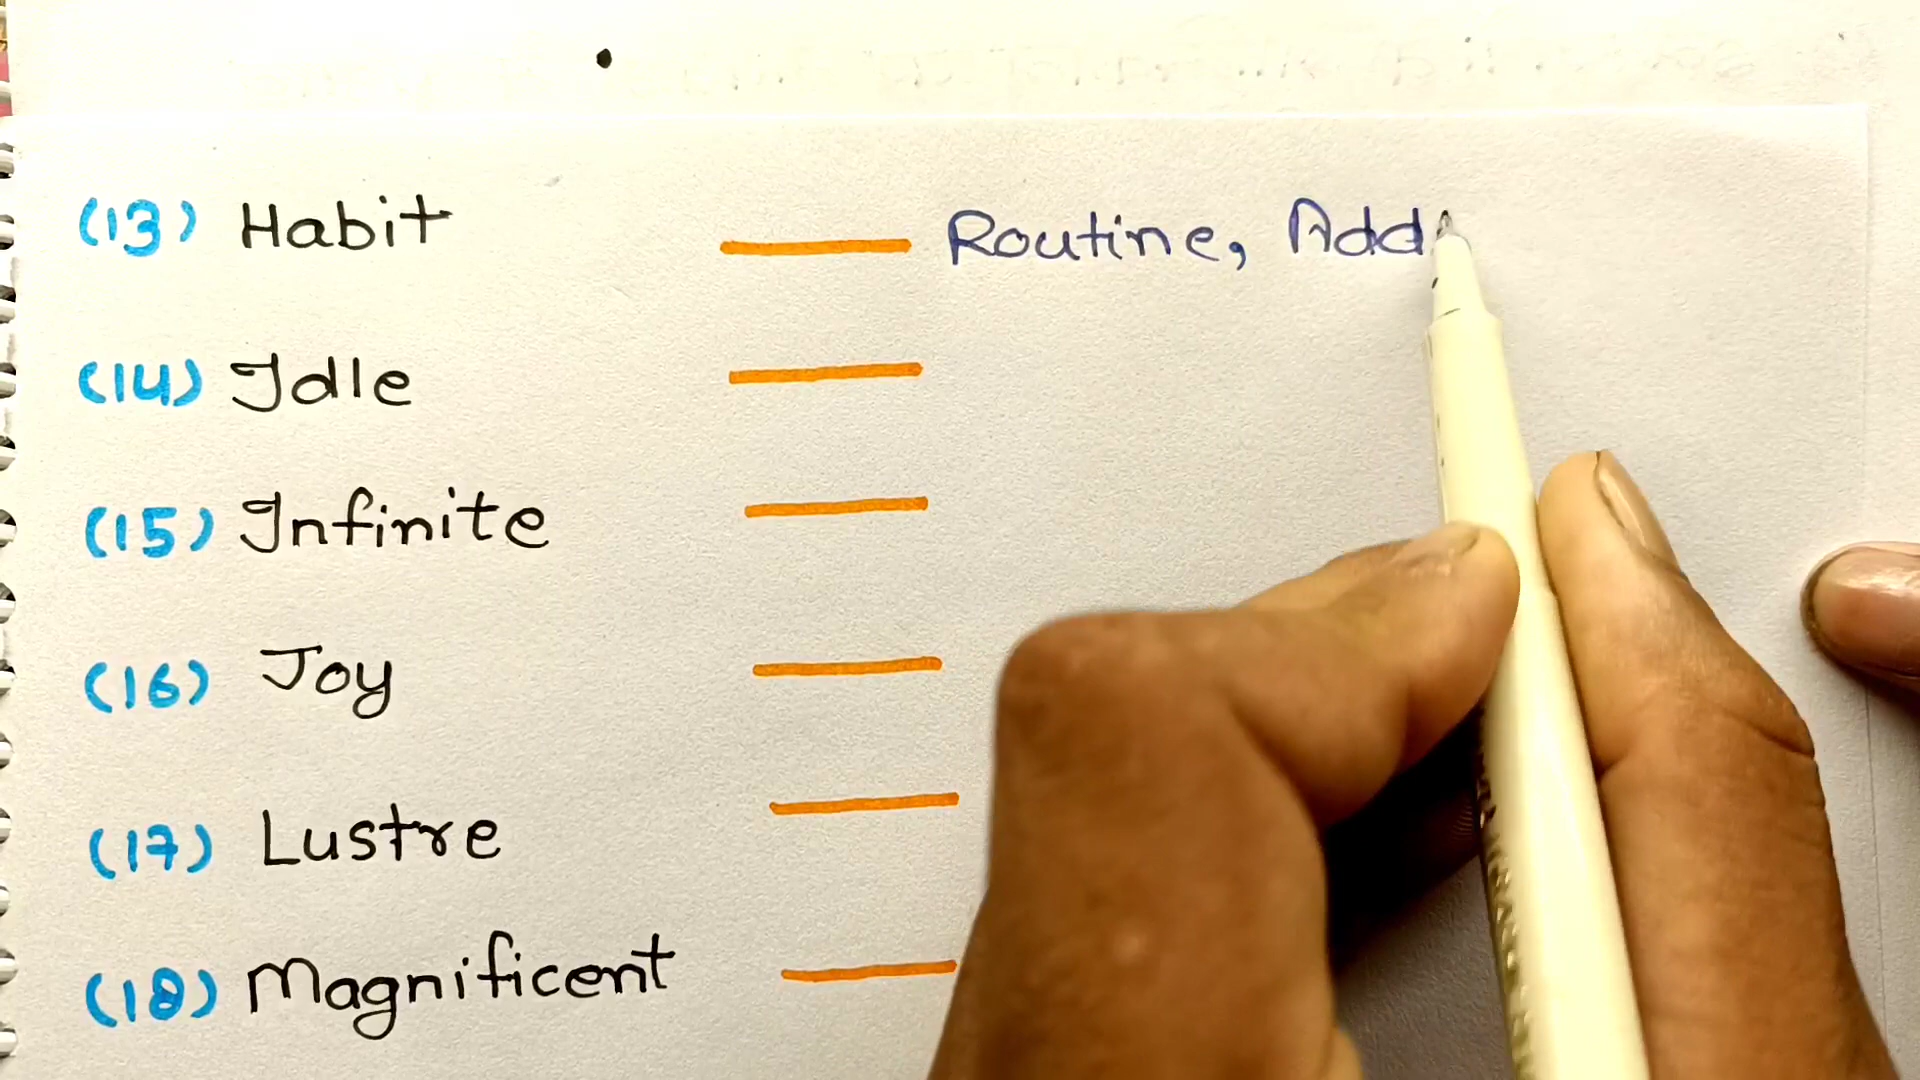 (13) Habit — Routine, Add
(14) Idle —
(15) Infinite —
(16) Joy —
(17) Lustre —
(18) Magnificent —